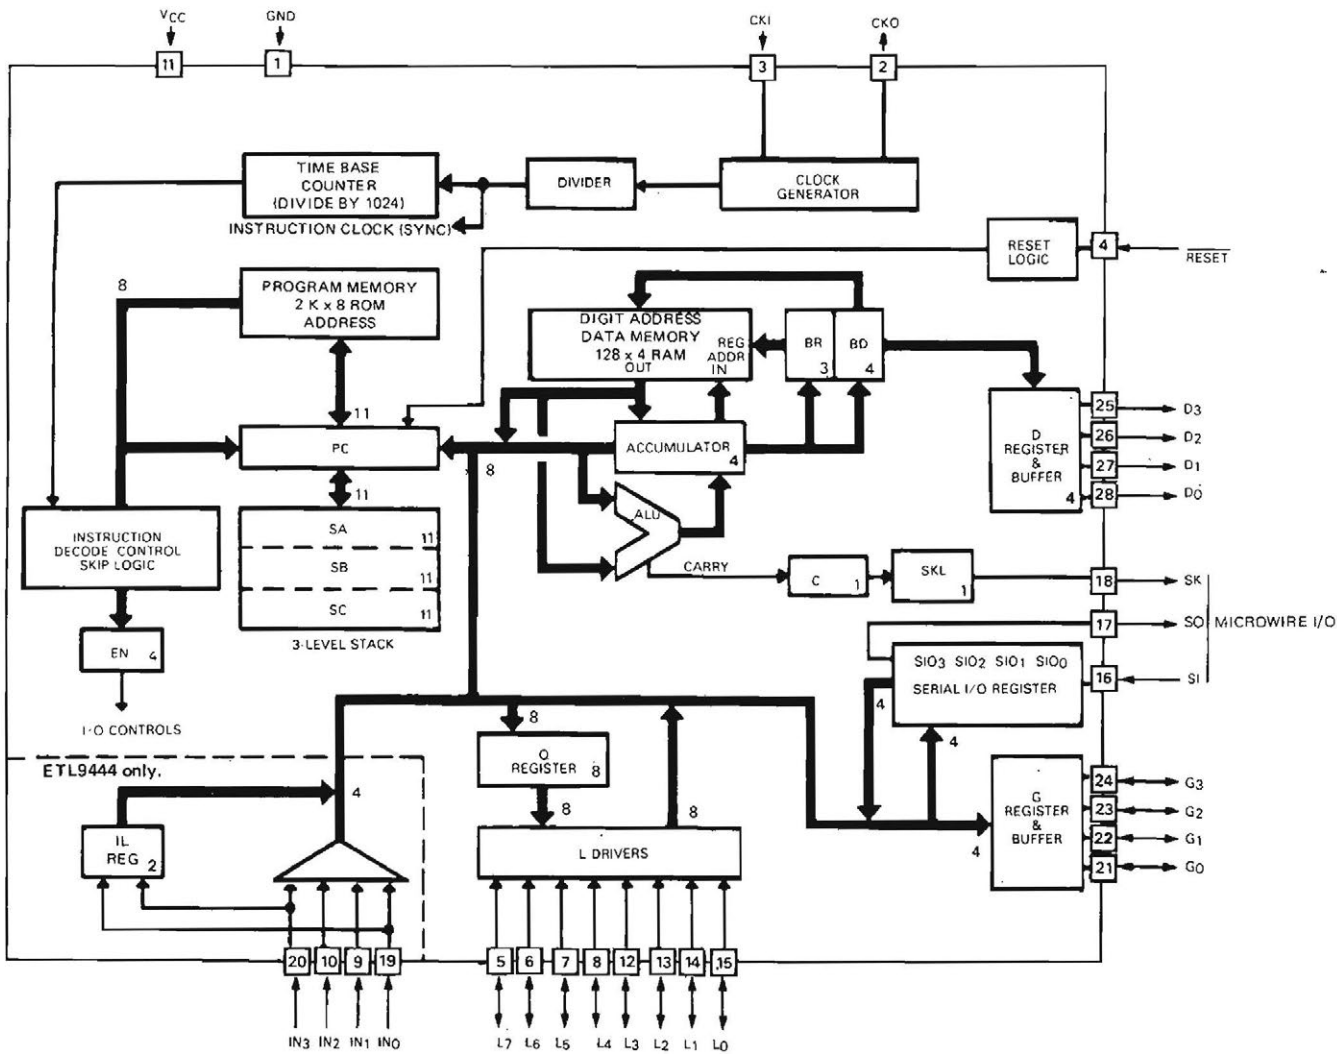 VCC
GND
CKI
CKO
11
1
3
2
TIME BASE
COUNTER
(DIVIDE BY 1024)
DIVIDER
CLOCK
GENERATOR
INSTRUCTION CLOCK (SYNC)
RESET
LOGIC
4
RESET
8
PROGRAM MEMORY
2 K x 8 ROM
ADDRESS
DIGIT ADDRESS
DATA MEMORY
128 x 4 RAM
OUT
REG
ADDR
IN
BR
3
BD
4
11
PC
8
ACCUMULATOR
4
D
REGISTER
&
BUFFER
4
25
D3
26
D2
27
D1
28
D0
11
INSTRUCTION
DECODE CONTROL
SKIP LOGIC
SA
11
SB
11
SC
11
3-LEVEL STACK
ALU
CARRY
C
1
SKL
1
18
SK
17
SO
MICROWIRE I/O
16
SI
EN
4
I-O CONTROLS
SIO3 SIO2 SIO1 SIO0
SERIAL I/O REGISTER
4
4
8
Q
REGISTER
8
8
8
L DRIVERS
G
REGISTER
&
BUFFER
4
24
G3
23
G2
22
G1
21
G0
ETL9444 only.
4
IL
REG
2
20
10
9
19
5
6
7
8
12
13
14
15
IN3
IN2
IN1
IN0
L7
L6
L5
L4
L3
L2
L1
L0